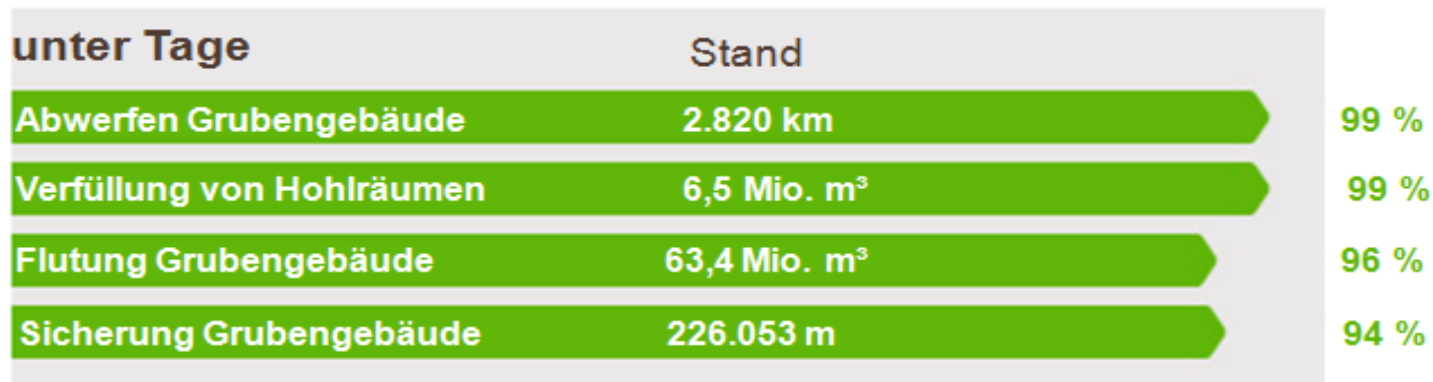 unter Tage Stand
Abwerfen Grubengebäude 2.820 km 99 %
Verfüllung von Hohlräumen 6,5 Mio. m³ 99 %
Flutung Grubengebäude 63,4 Mio. m³ 96 %
Sicherung Grubengebäude 226.053 m 94 %